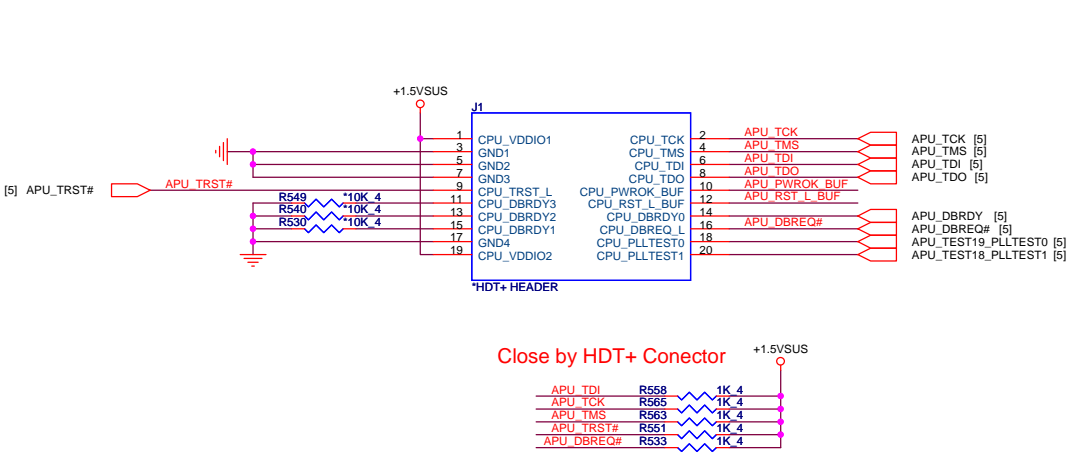 +1.5VSUS
J1
1 CPU_VDDIO1 CPU_TCK 2 APU_TCK APU_TCK [5]
3 GND1 CPU_TMS 4 APU_TMS APU_TMS [5]
5 GND2 CPU_TDI 6 APU_TDI APU_TDI [5]
7 GND3 CPU_TDO 8 APU_TDO APU_TDO [5]
[5] APU_TRST# APU_TRST# 9 CPU_TRST_L CPU_PWROK_BUF 10 APU_PWROK_BUF
R549 *10K_4 11 CPU_DBRDY3 CPU_RST_L_BUF 12 APU_RST_L_BUF
R540 *10K_4 13 CPU_DBRDY2 CPU_DBRDY0 14 APU_DBRDY [5]
R530 *10K_4 15 CPU_DBRDY1 CPU_DBREQ_L 16 APU_DBREQ# APU_DBREQ# [5]
17 GND4 CPU_PLLTEST0 18 APU_TEST19_PLLTEST0 [5]
19 CPU_VDDIO2 CPU_PLLTEST1 20 APU_TEST18_PLLTEST1 [5]
*HDT+ HEADER
Close by HDT+ Conector
+1.5VSUS
APU_TDI R558 1K_4
APU_TCK R565 1K_4
APU_TMS R563 1K_4
APU_TRST# R551 1K_4
APU_DBREQ# R533 1K_4